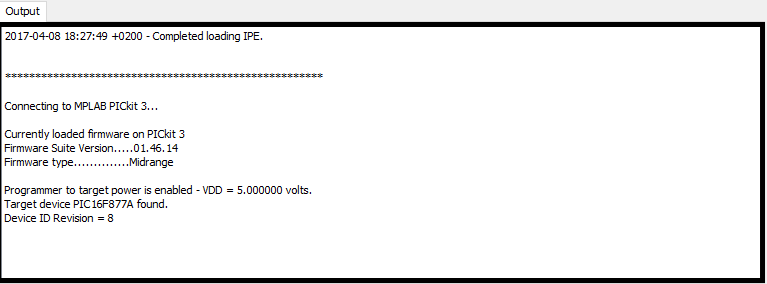 Output
2017-04-08 18:27:49 +0200 - Completed loading IPE.
*****************************************************
Connecting to MPLAB PICkit 3...
Currently loaded firmware on PICkit 3
Firmware Suite Version.....01.46.14
Firmware type..............Midrange
Programmer to target power is enabled - VDD = 5.000000 volts.
Target device PIC16F877A found.
Device ID Revision = 8